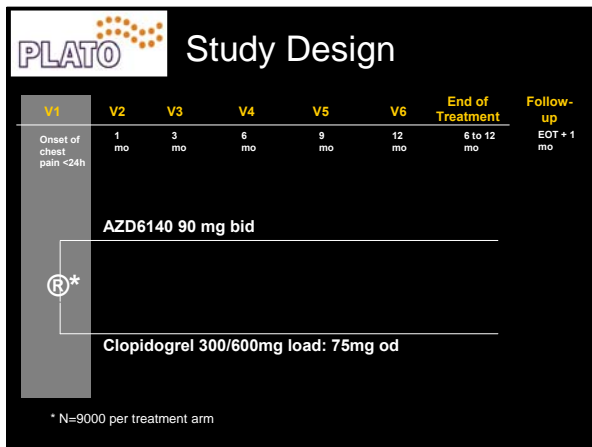 PLATO
Study Design
V1 V2 V3 V4 V5 V6 End of Treatment Follow-up
Onset of chest pain <24h
1 mo
3 mo
6 mo
9 mo
12 mo
6 to 12 mo
EOT + 1 mo
AZD6140 90 mg bid
®*
Clopidogrel 300/600mg load: 75mg od
* N=9000 per treatment arm